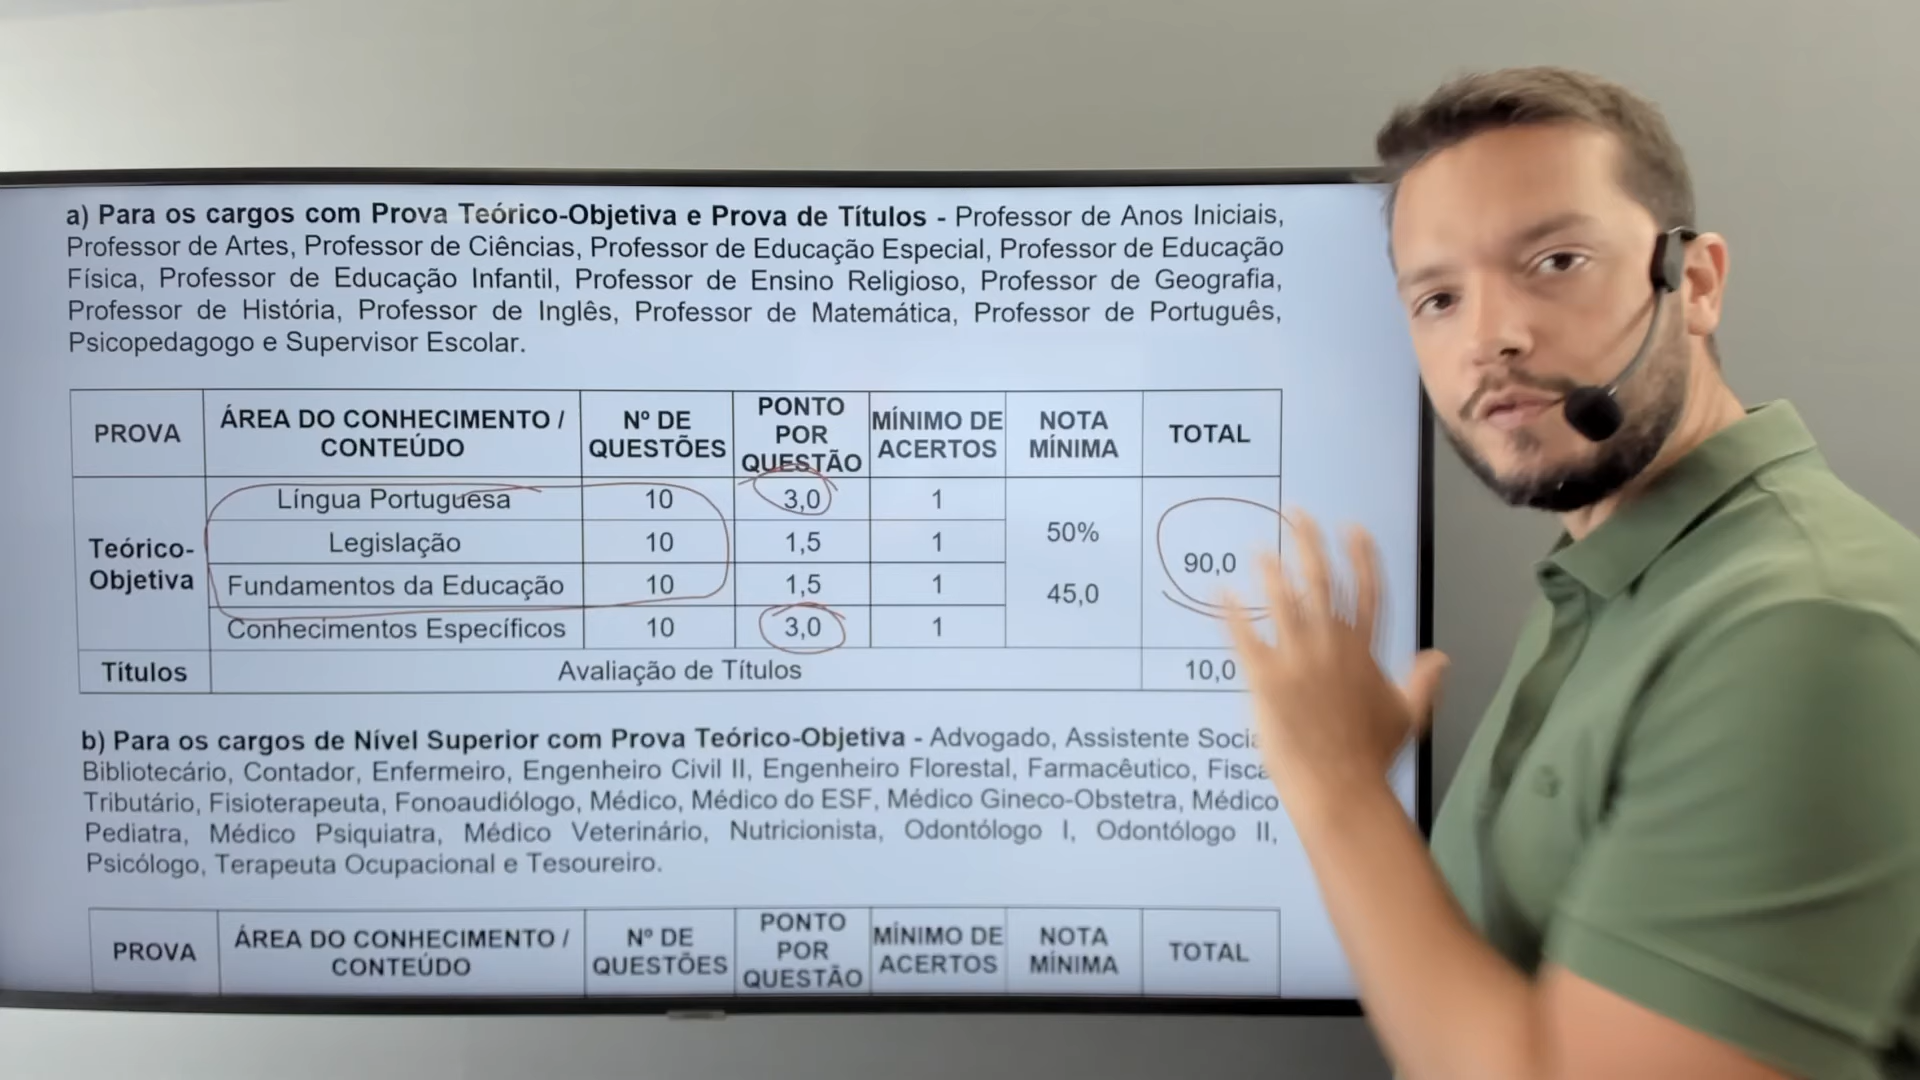 a) Para os cargos com Prova Teórico-Objetiva e Prova de Títulos - Professor de Anos Iniciais,
Professor de Artes, Professor de Ciências, Professor de Educação Especial, Professor de Educação
Física, Professor de Educação Infantil, Professor de Ensino Religioso, Professor de Geografia,
Professor de História, Professor de Inglês, Professor de Matemática, Professor de Português,
Psicopedagogo e Supervisor Escolar.
PROVA ÁREA DO CONHECIMENTO / CONTEÚDO Nº DE QUESTÕES PONTO POR QUESTÃO MÍNIMO DE ACERTOS NOTA MÍNIMA TOTAL
Teórico-Objetiva
Língua Portuguesa 10 3,0 1
Legislação 10 1,5 1
Fundamentos da Educação 10 1,5 1
Conhecimentos Específicos 10 3,0 1
50%
45,0
90,0
Títulos Avaliação de Títulos 10,0
b) Para os cargos de Nível Superior com Prova Teórico-Objetiva - Advogado, Assistente Socia
Bibliotecário, Contador, Enfermeiro, Engenheiro Civil II, Engenheiro Florestal, Farmacêutico, Fisca
Tributário, Fisioterapeuta, Fonoaudiólogo, Médico, Médico do ESF, Médico Gineco-Obstetra, Médico
Pediatra, Médico Psiquiatra, Médico Veterinário, Nutricionista, Odontólogo I, Odontólogo II,
Psicólogo, Terapeuta Ocupacional e Tesoureiro.
PROVA ÁREA DO CONHECIMENTO / CONTEÚDO Nº DE QUESTÕES PONTO POR QUESTÃO MÍNIMO DE ACERTOS NOTA MÍNIMA TOTAL